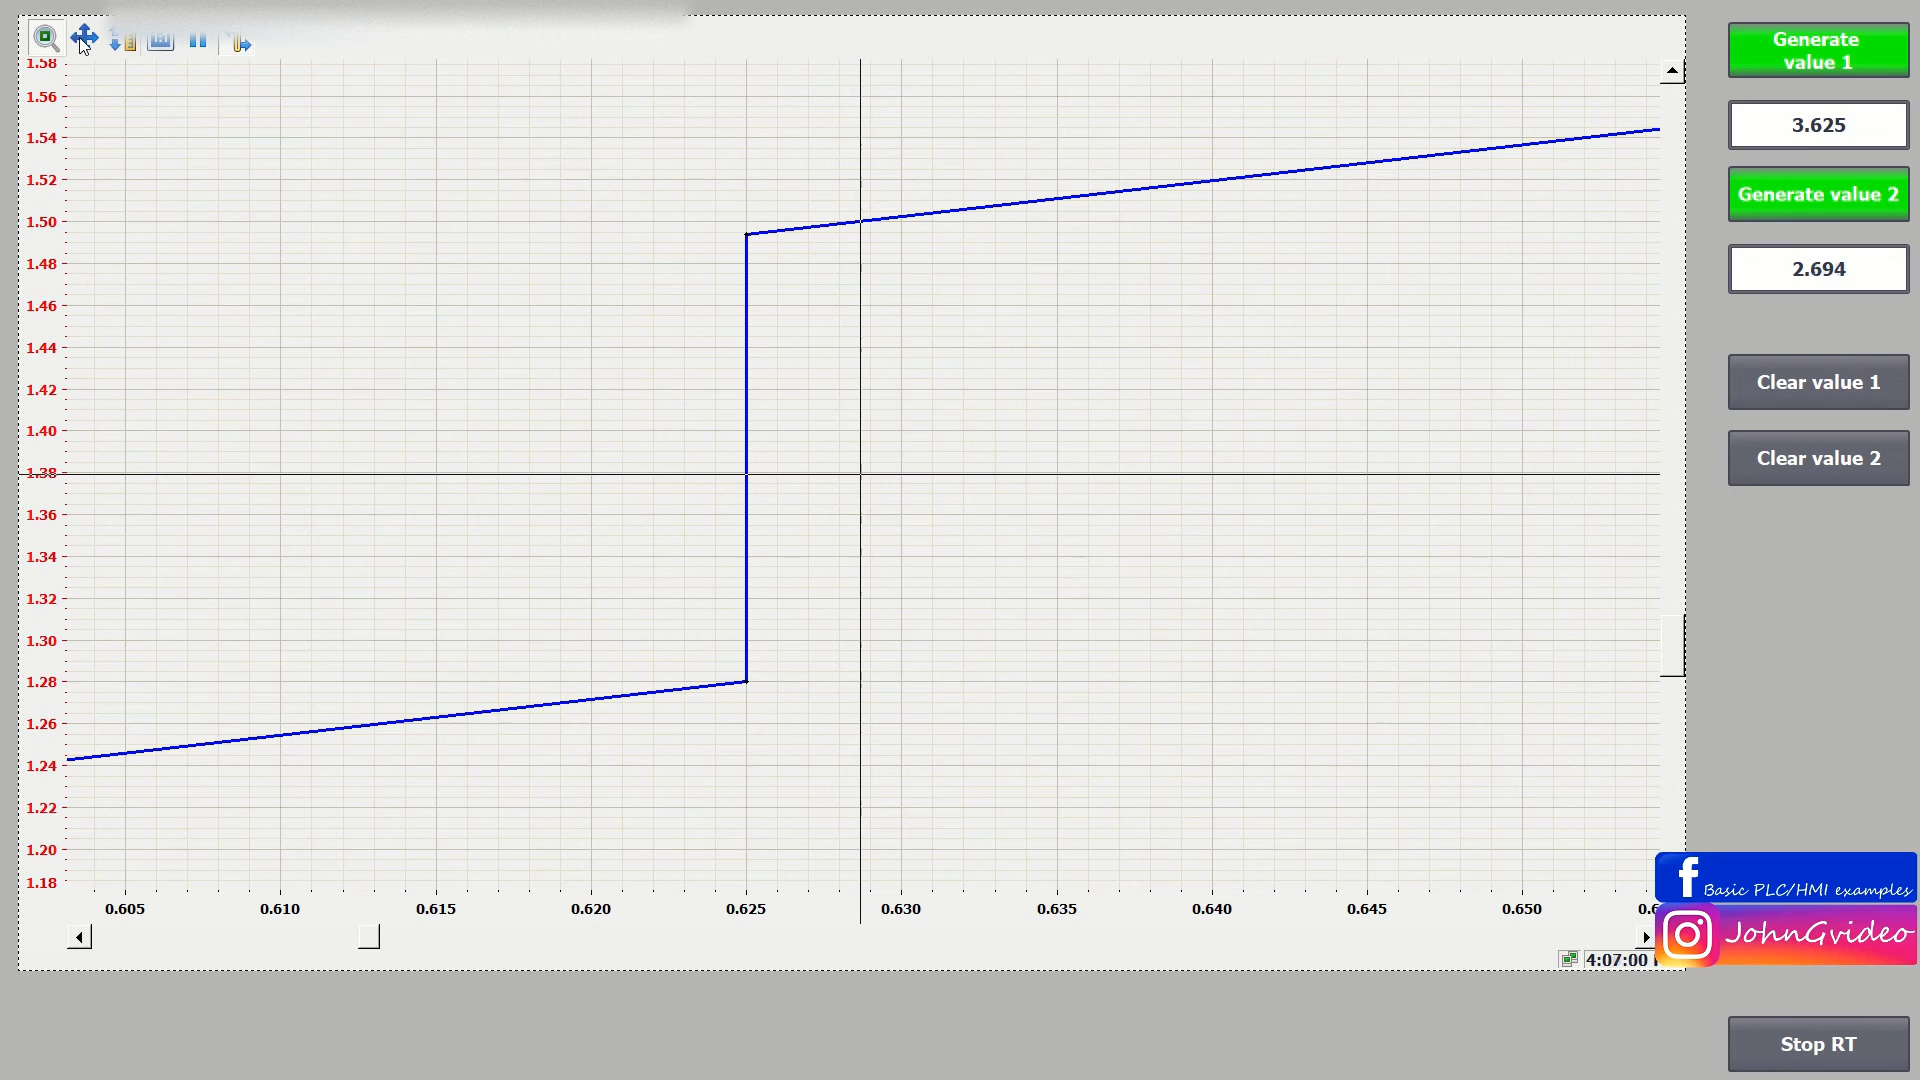 1:1
1.58
1.56
1.54
1.52
1.50
1.48
1.46
1.44
1.42
1.40
1.38
1.36
1.34
1.32
1.30
1.28
1.26
1.24
1.22
1.20
1.18
0.605 0.610 0.615 0.620 0.625 0.630 0.635 0.640 0.645 0.650
4:07:00
Generate
value 1
3.625
Generate value 2
2.694
Clear value 1
Clear value 2
Basic PLC/HMI examples
JohnGvideo
Stop RT